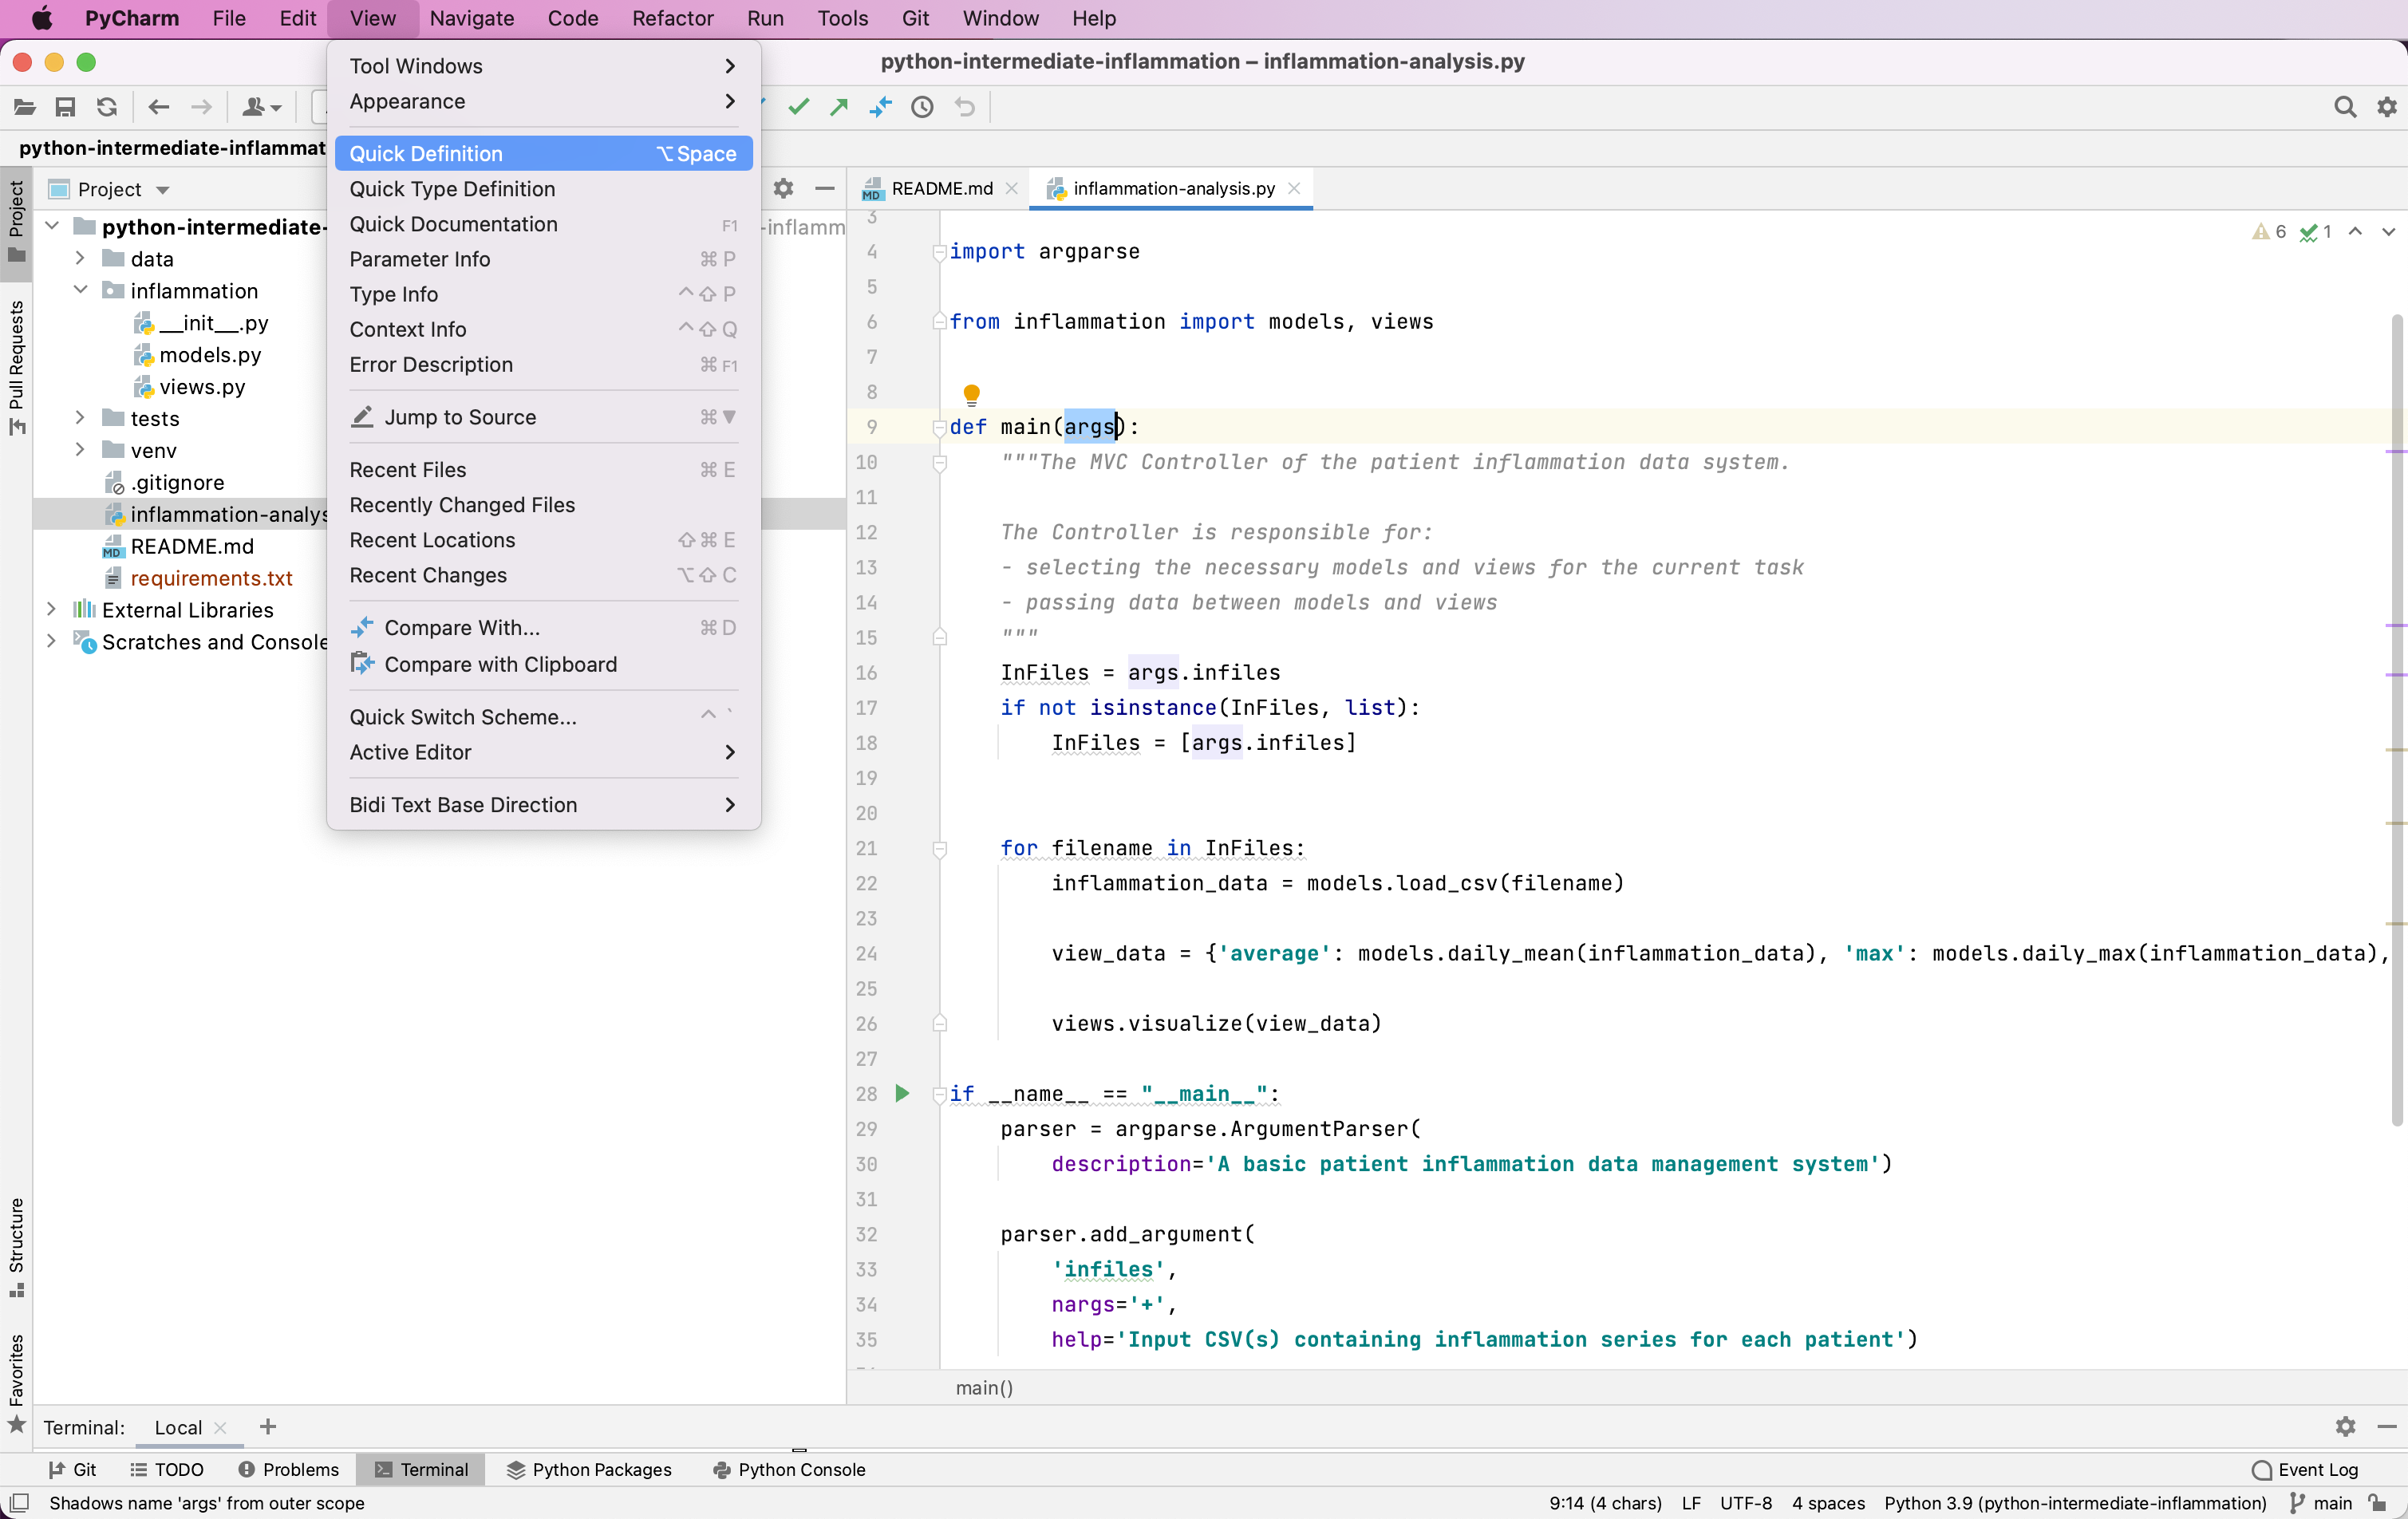 PyCharm File Edit View Navigate Code Refactor Run Tools Git Window Help
python-intermediate-inflammation – inflammation-analysis.py
python-intermediate-inflammat
Project
Pull Requests
Structure
Favorites
Project
python-intermediate- -inflamm
data
inflammation
__init__.py
models.py
views.py
tests
venv
.gitignore
inflammation-analys
README.md
requirements.txt
External Libraries
Scratches and Console
Tool Windows
Appearance
Quick Definition ⌥Space
Quick Type Definition
Quick Documentation F1
Parameter Info ⌘P
Type Info ^⇧P
Context Info ^⇧Q
Error Description ⌘F1
Jump to Source ⌘▼
Recent Files ⌘E
Recently Changed Files
Recent Locations ⇧⌘E
Recent Changes ⌥⇧C
Compare With... ⌘D
Compare with Clipboard
Quick Switch Scheme... ^`
Active Editor
Bidi Text Base Direction
README.md inflammation-analysis.py
6 1
3
4 import argparse
5
6 from inflammation import models, views
7
8
9 def main(args):
10 """The MVC Controller of the patient inflammation data system.
11
12 The Controller is responsible for:
13 - selecting the necessary models and views for the current task
14 - passing data between models and views
15 """
16 InFiles = args.infiles
17 if not isinstance(InFiles, list):
18 InFiles = [args.infiles]
19
20
21 for filename in InFiles:
22 inflammation_data = models.load_csv(filename)
23
24 view_data = {'average': models.daily_mean(inflammation_data), 'max': models.daily_max(inflammation_data),
25
26 views.visualize(view_data)
27
28 if __name__ == "__main__":
29 parser = argparse.ArgumentParser(
30 description='A basic patient inflammation data management system')
31
32 parser.add_argument(
33 'infiles',
34 nargs='+',
35 help='Input CSV(s) containing inflammation series for each patient')
main()
Terminal: Local +
Git TODO Problems Terminal Python Packages Python Console Event Log
Shadows name 'args' from outer scope 9:14 (4 chars) LF UTF-8 4 spaces Python 3.9 (python-intermediate-inflammation) main